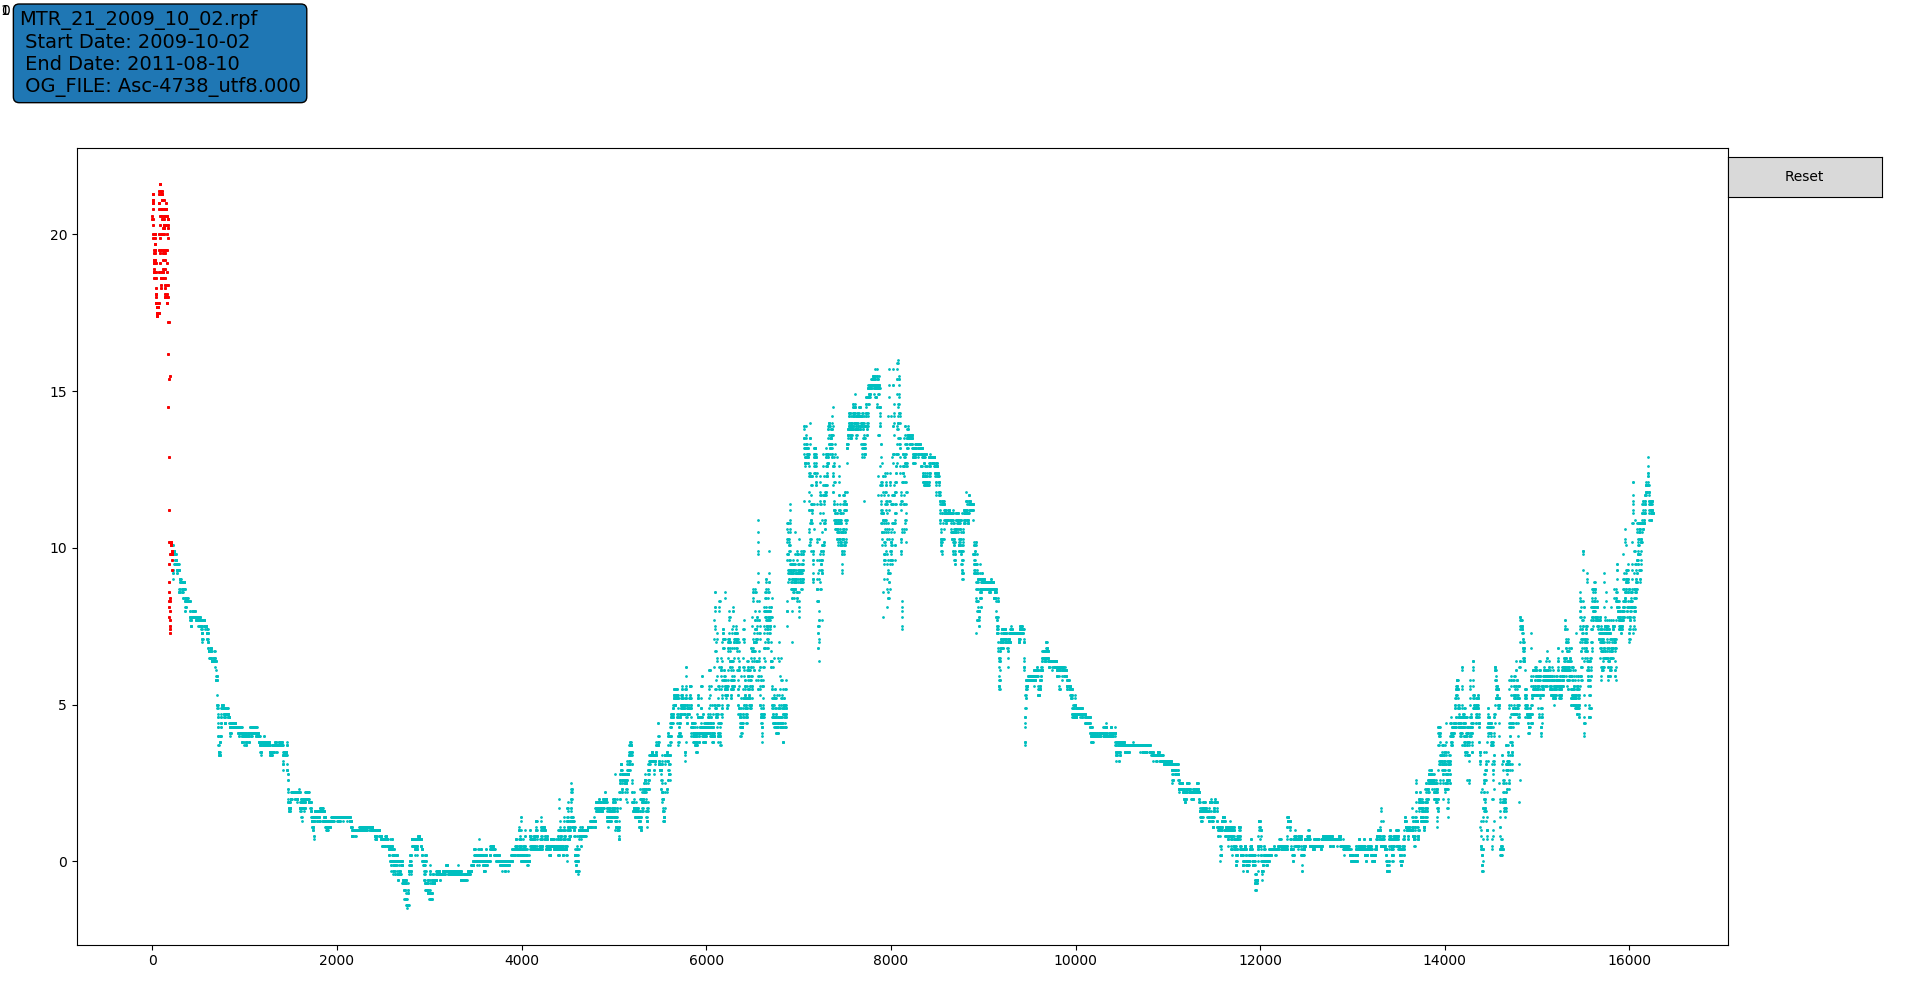 MTR_21_2009_10_02.rpf
Start Date: 2009-10-02
End Date: 2011-08-10
OG_FILE: Asc-4738_utf8.000
Reset
20
15
10
5
0
0 2000 4000 6000 8000 10000 12000 14000 16000